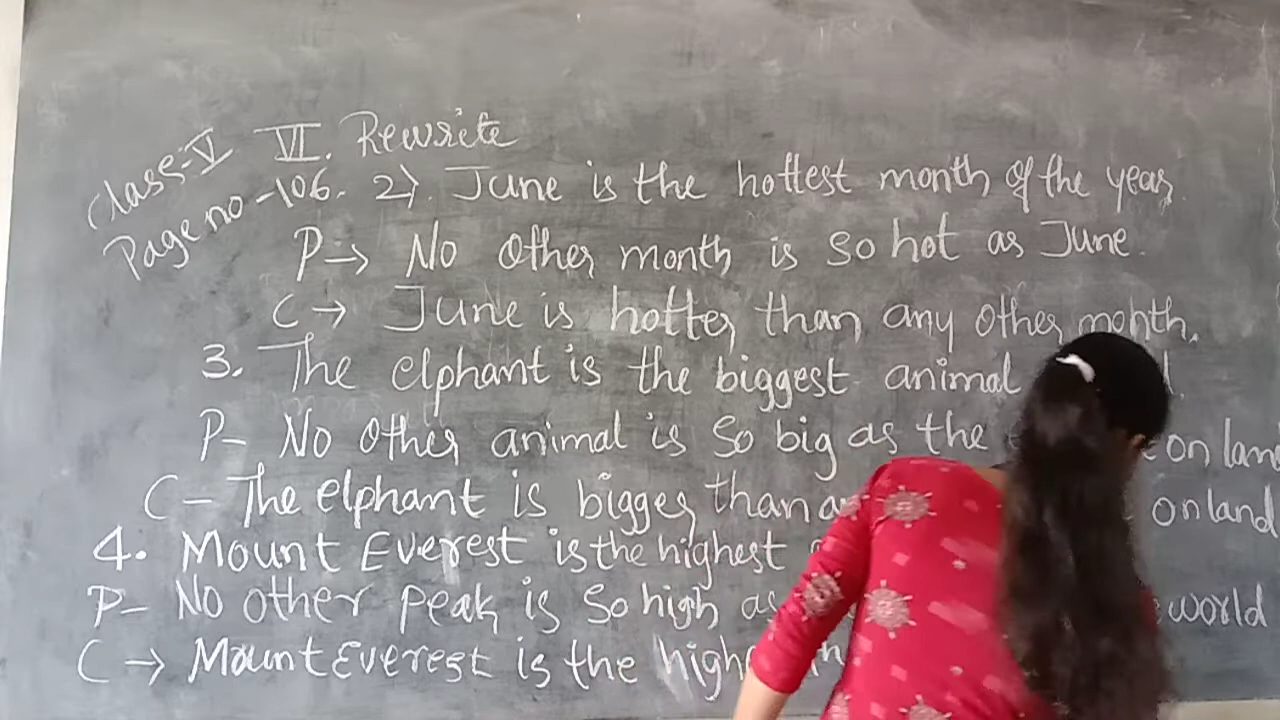 Class:-V
Page no -106.
VI. Rewrite
2). June is the hottest month of the year.
P→ No other month is so hot as June.
C → June is hotter than any other month.
3. The elphant is the biggest animal
P- No other animal is so big as the on land
C- The elphant is bigger than on land
4. Mount Everest is the highest
P- No other peak is so high as world
C → Mount Everest is the